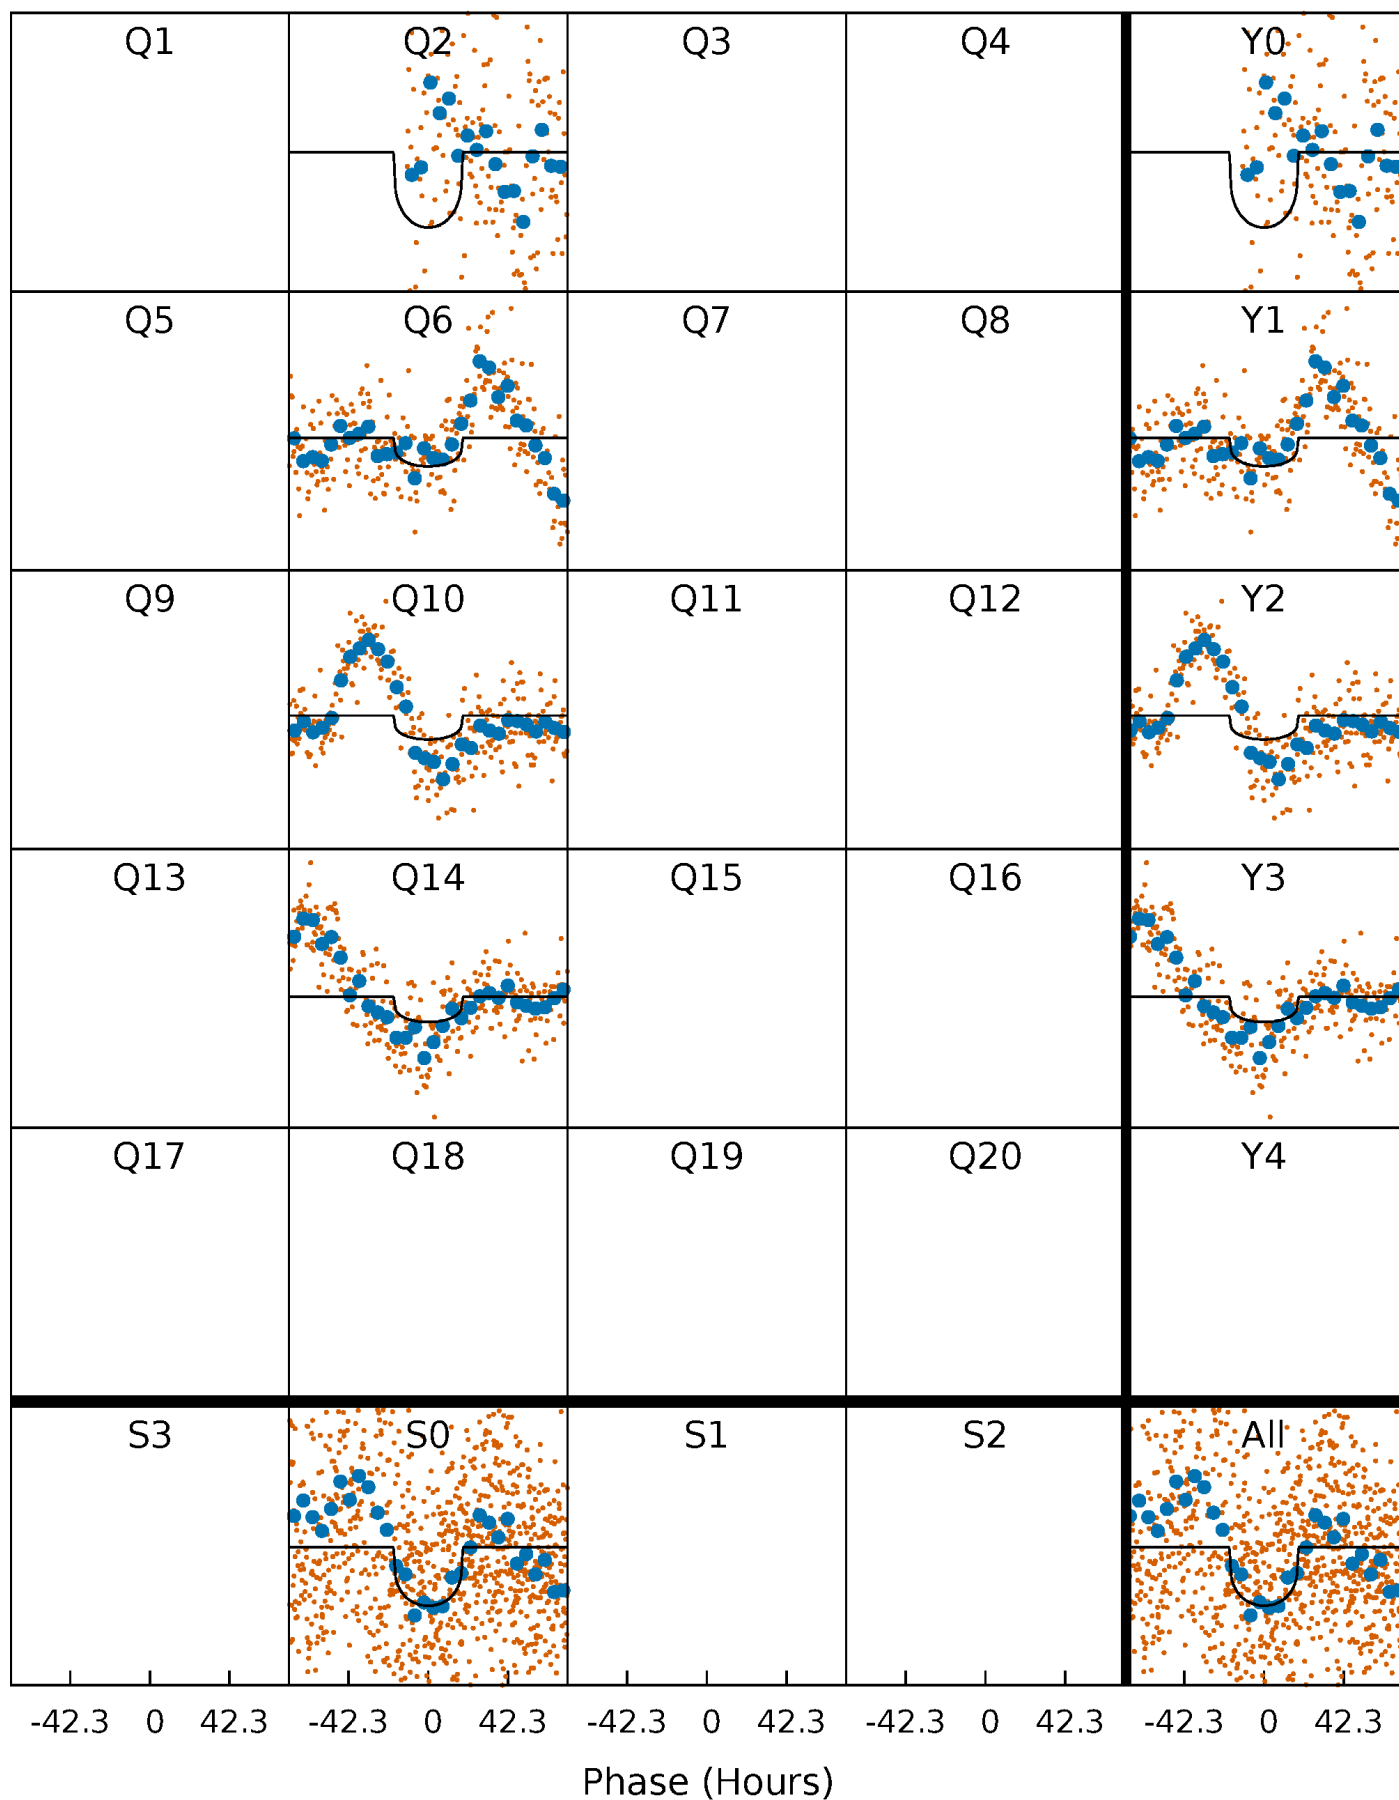 Q1 Q2 Q3 Q4 Y0
Q5 Q6 Q7 Q8 Y1
Q9 Q10 Q11 Q12 Y2
Q13 Q14 Q15 Q16 Y3
Q17 Q18 Q19 Q20 Y4
S3 S0 S1 S2 All
-42.3 0 42.3 -42.3 0 42.3 -42.3 0 42.3 -42.3 0 42.3 -42.3 0 42.3
Phase (Hours)